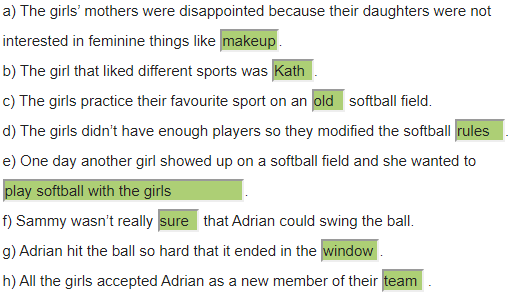 a) The girls’ mothers were disappointed because their daughters were not
interested in feminine things like makeup.
b) The girl that liked different sports was Kath.
c) The girls practice their favourite sport on an old softball field.
d) The girls didn’t have enough players so they modified the softball rules.
e) One day another girl showed up on a softball field and she wanted to
play softball with the girls.
f) Sammy wasn’t really sure that Adrian could swing the ball.
g) Adrian hit the ball so hard that it ended in the window.
h) All the girls accepted Adrian as a new member of their team.